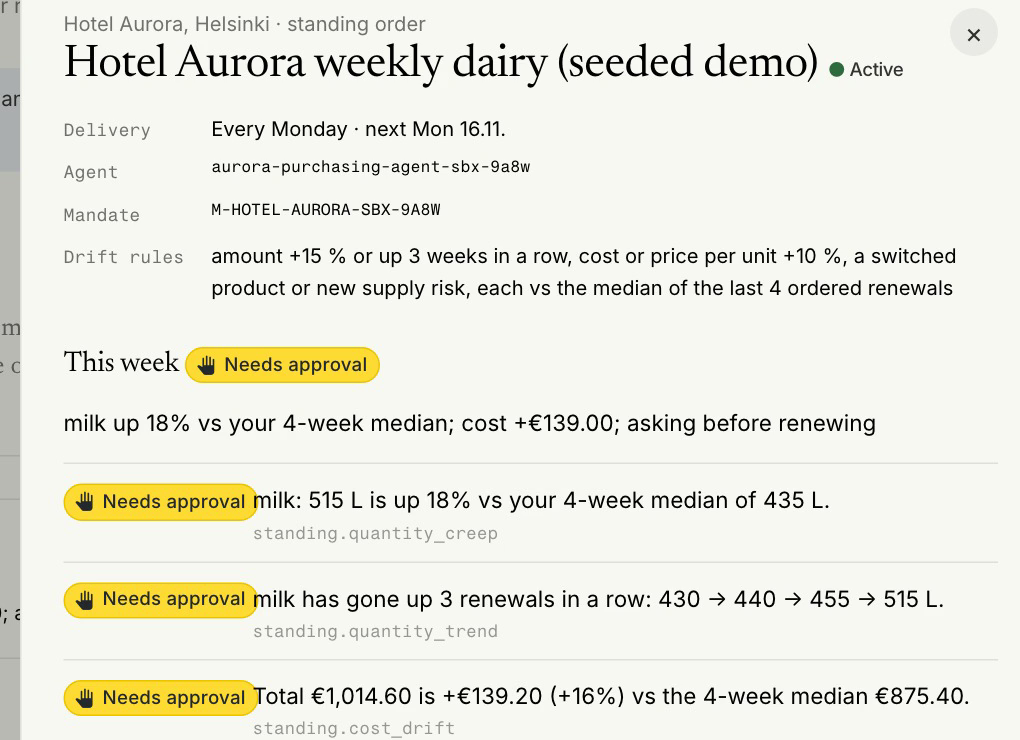 Hotel Aurora, Helsinki · standing order
Hotel Aurora weekly dairy (seeded demo) Active
Delivery Every Monday · next Mon 16.11.
Agent aurora-purchasing-agent-sbx-9a8w
Mandate M-HOTEL-AURORA-SBX-9A8W
Drift rules amount +15 % or up 3 weeks in a row, cost or price per unit +10 %, a switched
product or new supply risk, each vs the median of the last 4 ordered renewals
This week Needs approval
milk up 18% vs your 4-week median; cost +€139.00; asking before renewing
Needs approval milk: 515 L is up 18% vs your 4-week median of 435 L.
standing.quantity_creep
Needs approval milk has gone up 3 renewals in a row: 430 → 440 → 455 → 515 L.
standing.quantity_trend
Needs approval Total €1,014.60 is +€139.20 (+16%) vs the 4-week median €875.40.
standing.cost_drift